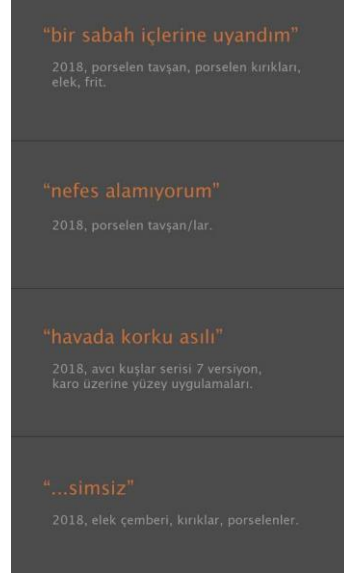 “bir sabah içlerine uyandım”
2018, porselen tavşan, porselen kırıkları,
elek, frit.
“nefes alamıyorum”
2018, porselen tavşan/lar.
“havada korku asılı”
2018, avcı kuşlar serisi 7 versiyon,
karo üzerine yüzey uygulamaları.
“...simsiz”
2018, elek çemberi, kırıklar, porselenler.